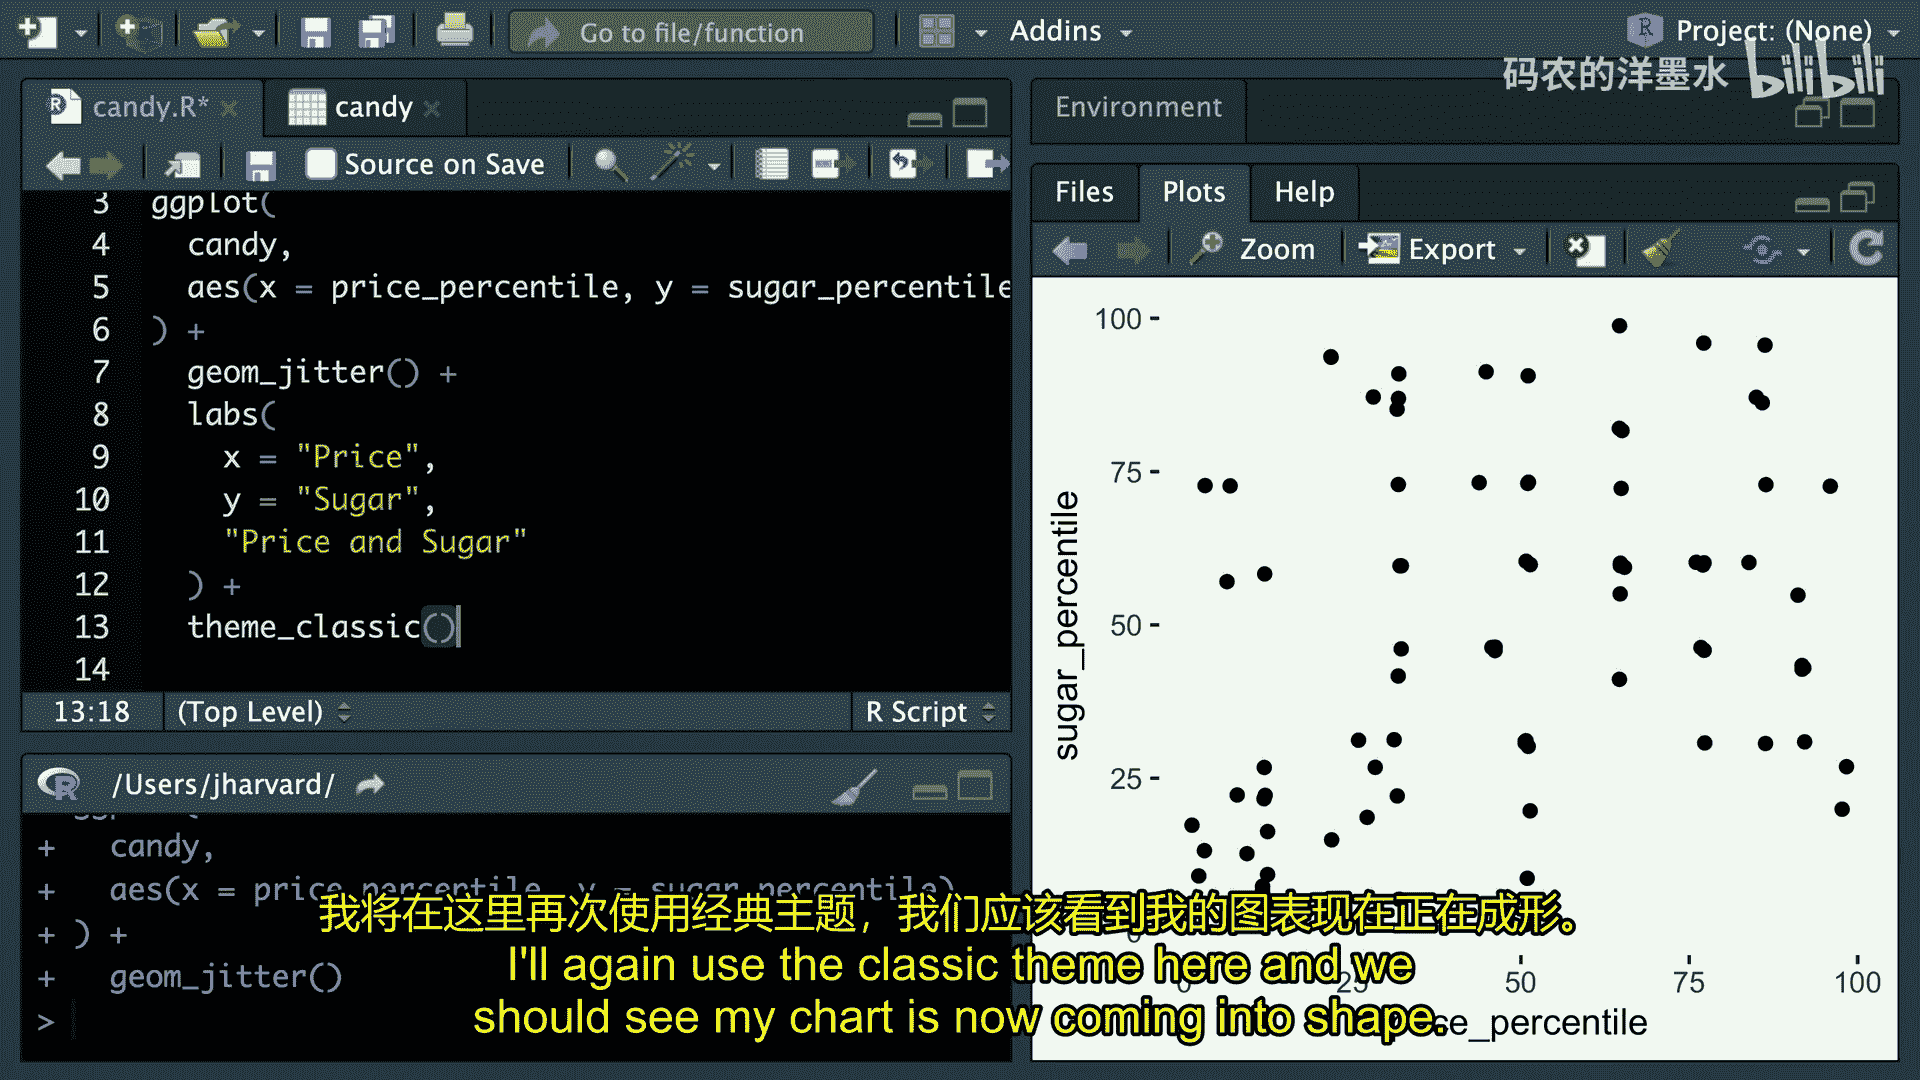 Go to file/function
Addins
Project: (None)
码农的洋墨水 bilibili
candy.R*
candy
Source on Save
3 ggplot(
4 candy,
5 aes(x = price_percentile, y = sugar_percentile
6 ) +
7 geom_jitter() +
8 labs(
9 x = "Price",
10 y = "Sugar",
11 "Price and Sugar"
12 ) +
13 theme_classic()
14
13:18
(Top Level)
R Script
/Users/jharvard/
+ candy,
+ aes(x = price_percentile, y = sugar_percentile)
+ ) +
+ geom_jitter()
>
Environment
Files
Plots
Help
Zoom
Export
100
75
50
25
0
sugar_percentile
0
25
50
75
100
price_percentile
我将在这里再次使用经典主题，我们应该看到我的图表现在正在成形。
I'll again use the classic theme here and we
should see my chart is now coming into shape.